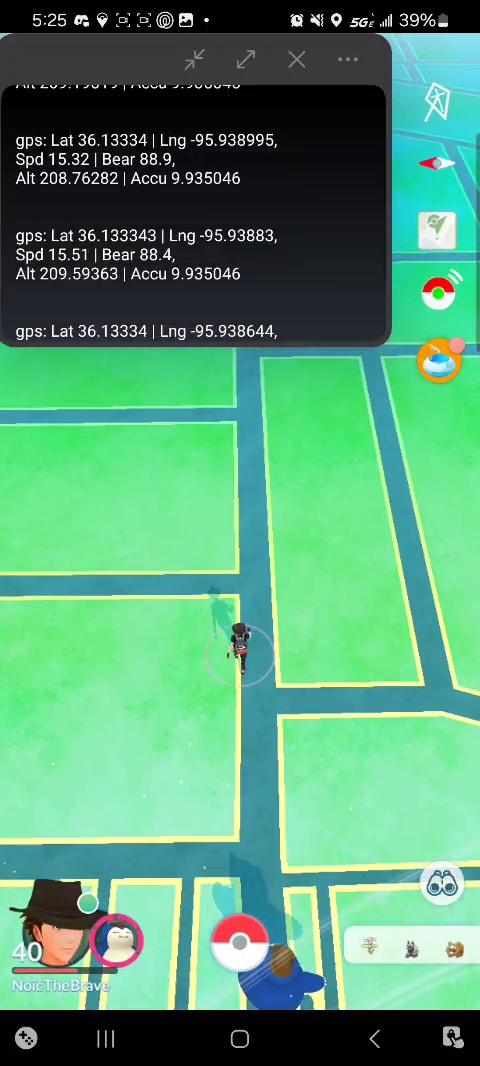 5:25
5GE
39%
gps: Lat 36.13334 | Lng -95.938995,
Spd 15.32 | Bear 88.9,
Alt 208.76282 | Accu 9.935046
gps: Lat 36.133343 | Lng -95.93883,
Spd 15.51 | Bear 88.4,
Alt 209.59363 | Accu 9.935046
gps: Lat 36.13334 | Lng -95.938644,
40
NoicTheBrave